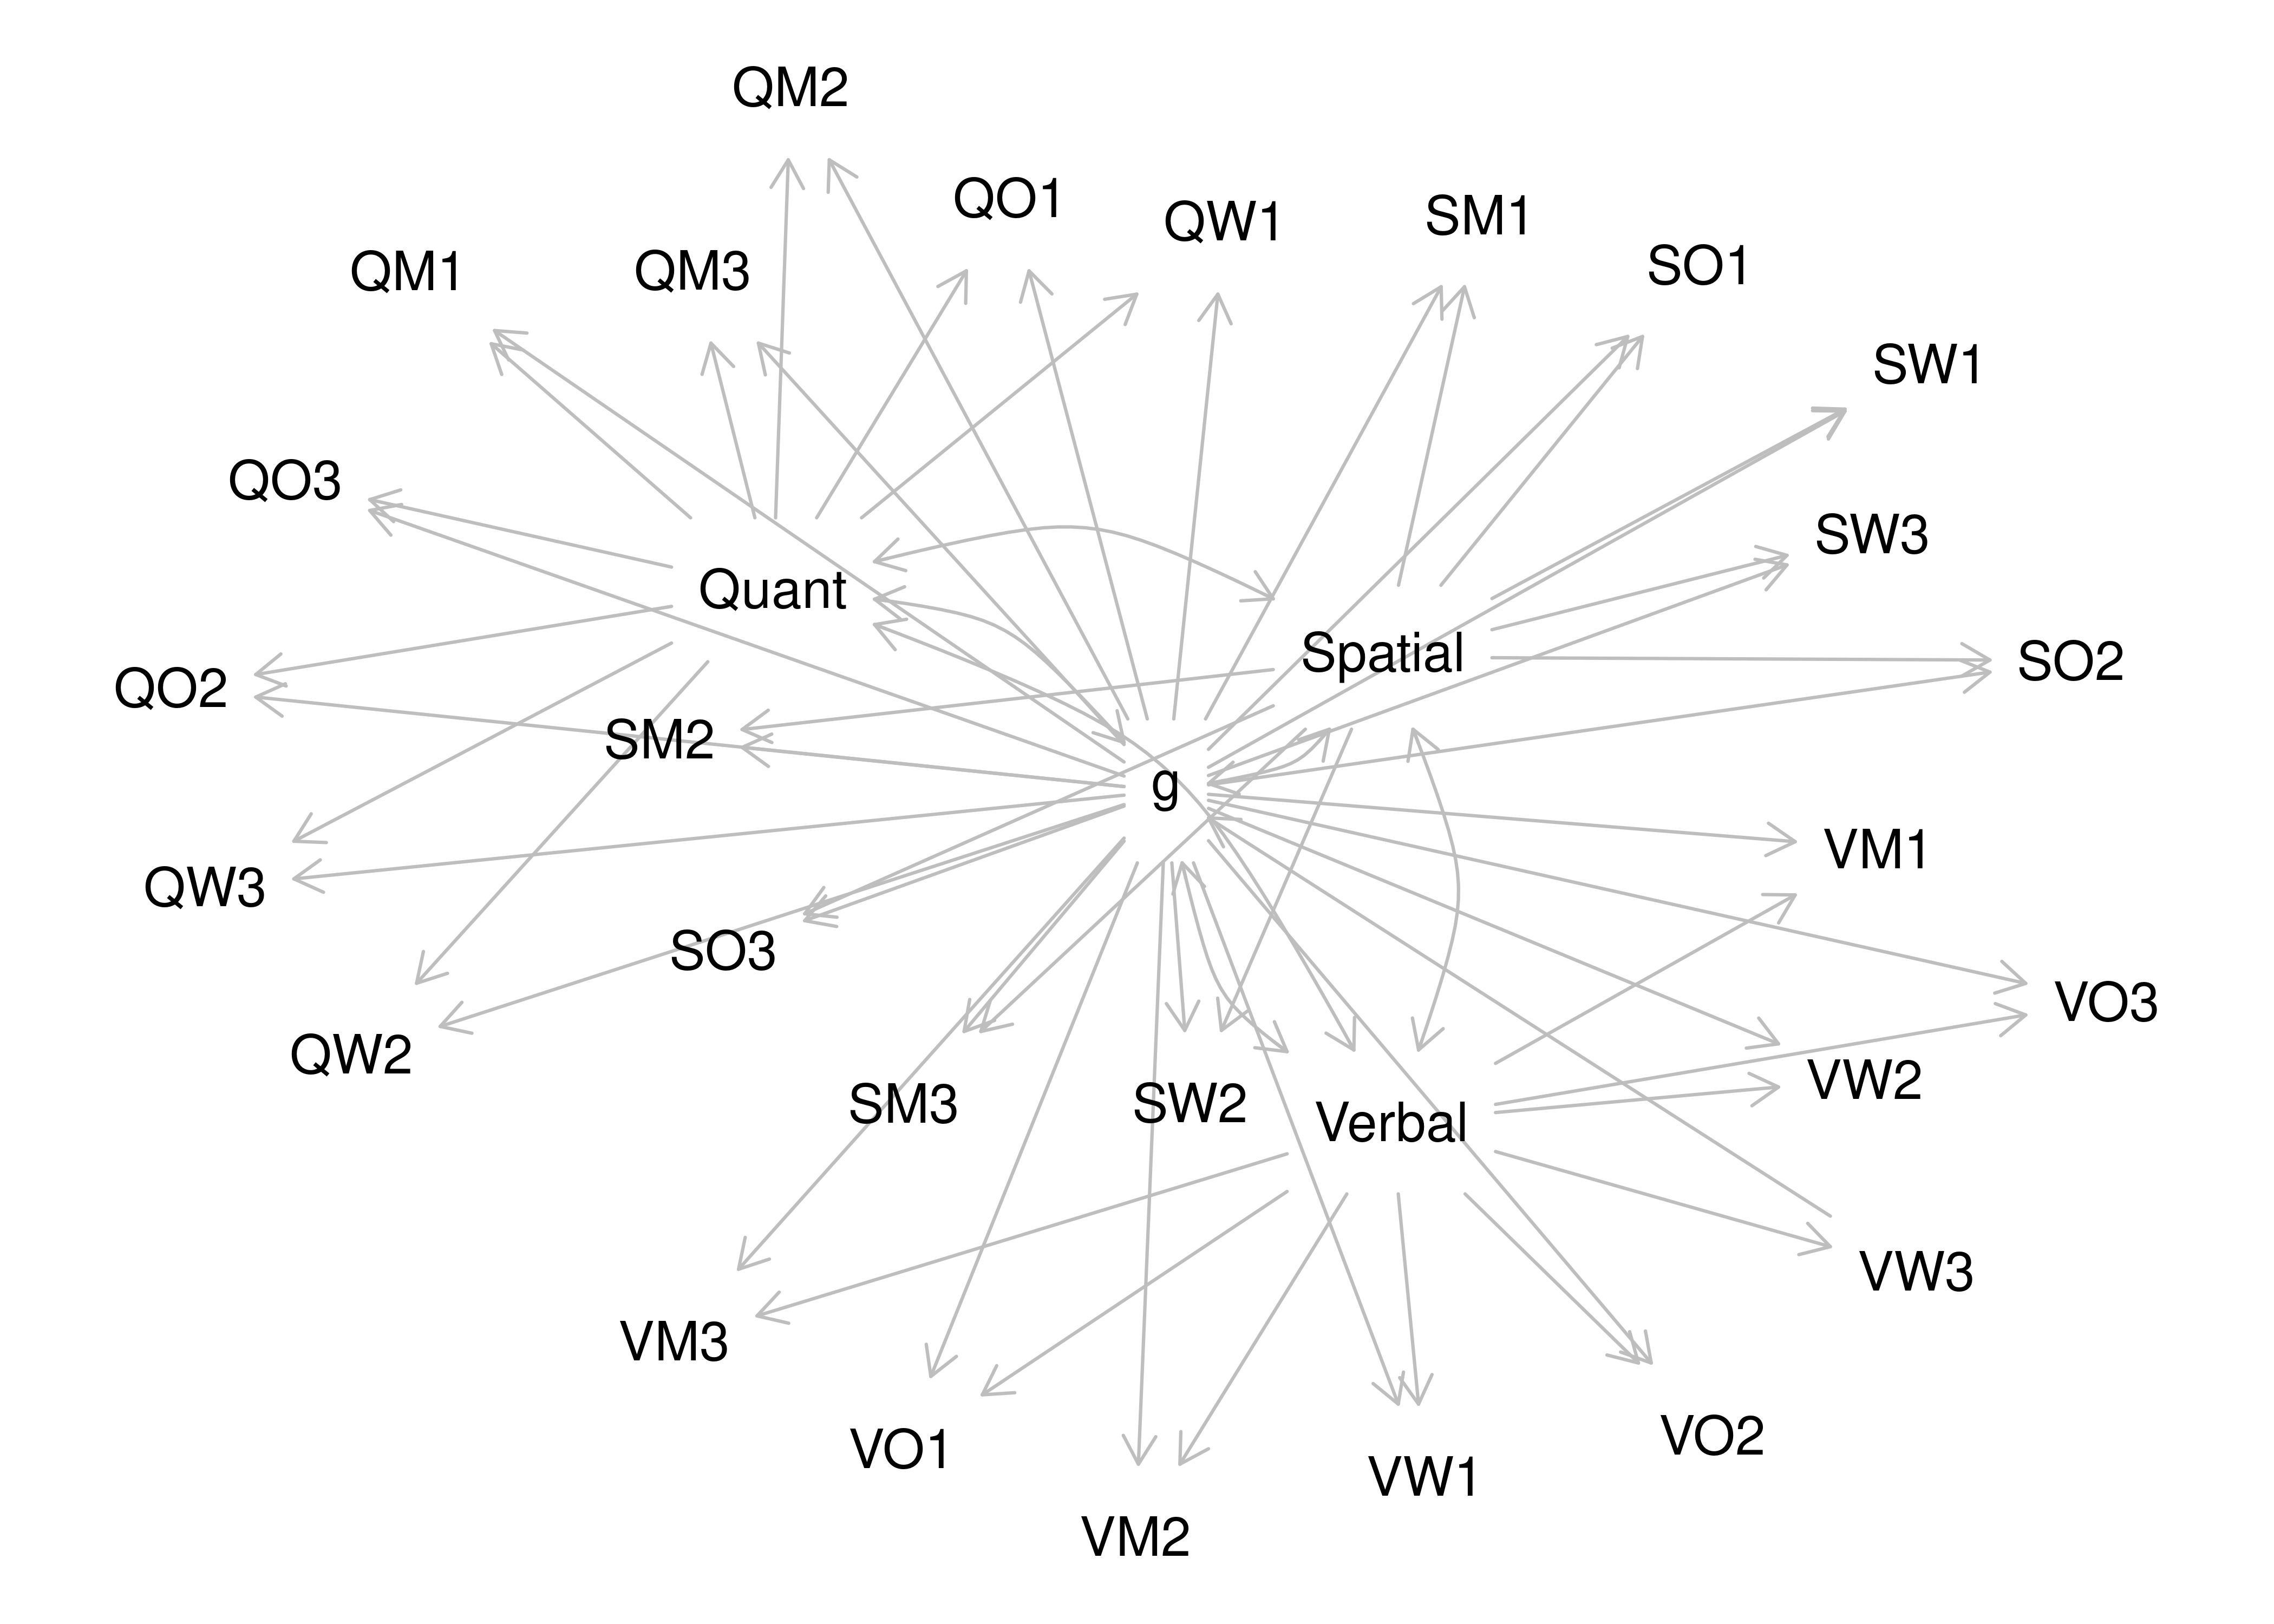 QM2
QO1
QW1
SM1
SO1
QM1
QM3
SW1
QO3
SW3
Quant
Spatial
SO2
QO2
SM2
g
VM1
QW3
SO3
VO3
QW2
VW2
SM3
SW2
Verbal
VW3
VM3
VO1
VO2
VW1
VM2